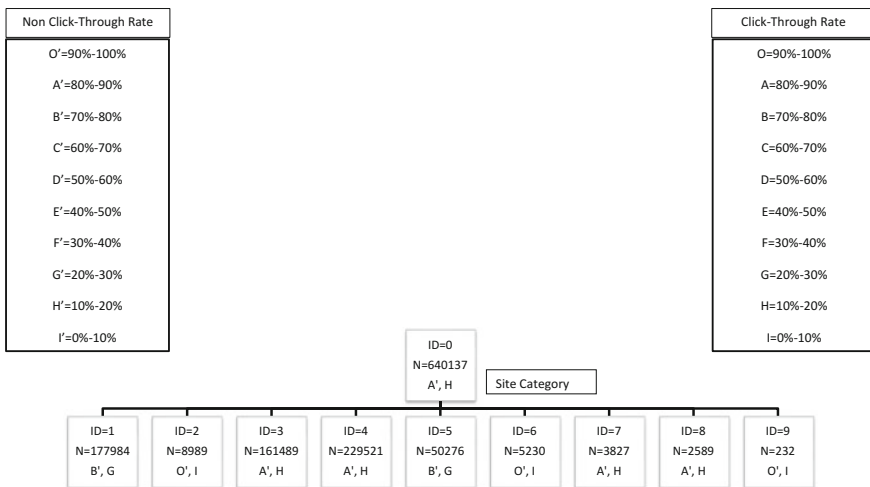 Non Click-Through Rate
O’=90%-100%
A’=80%-90%
B’=70%-80%
C’=60%-70%
D’=50%-60%
E’=40%-50%
F’=30%-40%
G’=20%-30%
H’=10%-20%
I’=0%-10%
Click-Through Rate
O=90%-100%
A=80%-90%
B=70%-80%
C=60%-70%
D=50%-60%
E=40%-50%
F=30%-40%
G=20%-30%
H=10%-20%
I=0%-10%
ID=0
N=640137
A', H
Site Category
ID=1
N=177984
B', G
ID=2
N=8989
O', I
ID=3
N=161489
A', H
ID=4
N=229521
A', H
ID=5
N=50276
B', G
ID=6
N=5230
O', I
ID=7
N=3827
A', H
ID=8
N=2589
A', H
ID=9
N=232
O', I